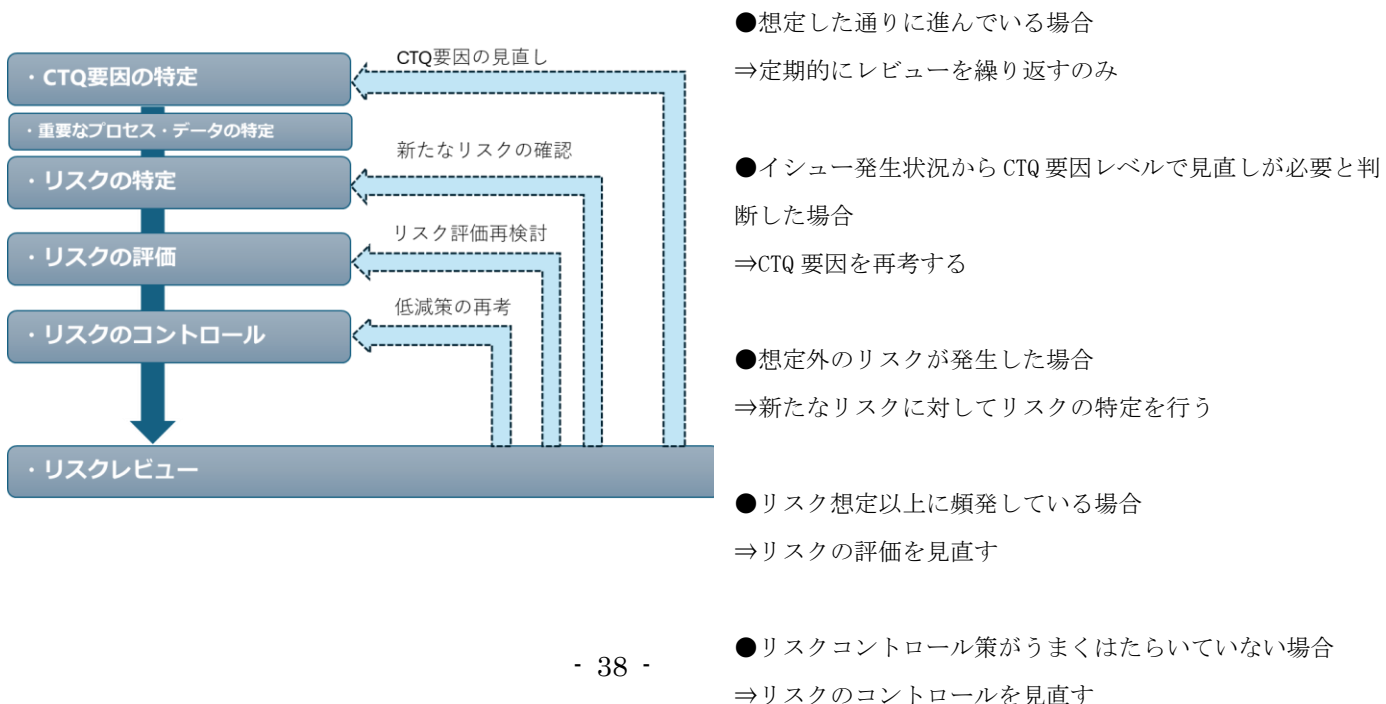 ・CTQ要因の特定
・重要なプロセス・データの特定
・リスクの特定
・リスクの評価
・リスクのコントロール
・リスクレビュー
CTQ要因の見直し
新たなリスクの確認
リスク評価再検討
低減策の再考
●想定した通りに進んでいる場合
⇒定期的にレビューを繰り返すのみ
●イシュー発生状況から CTQ 要因レベルで見直しが必要と判
断した場合
⇒CTQ 要因を再考する
●想定外のリスクが発生した場合
⇒新たなリスクに対してリスクの特定を行う
●リスク想定以上に頻発している場合
⇒リスクの評価を見直す
●リスクコントロール策がうまくはたらいていない場合
⇒リスクのコントロールを見直す
- 38 -